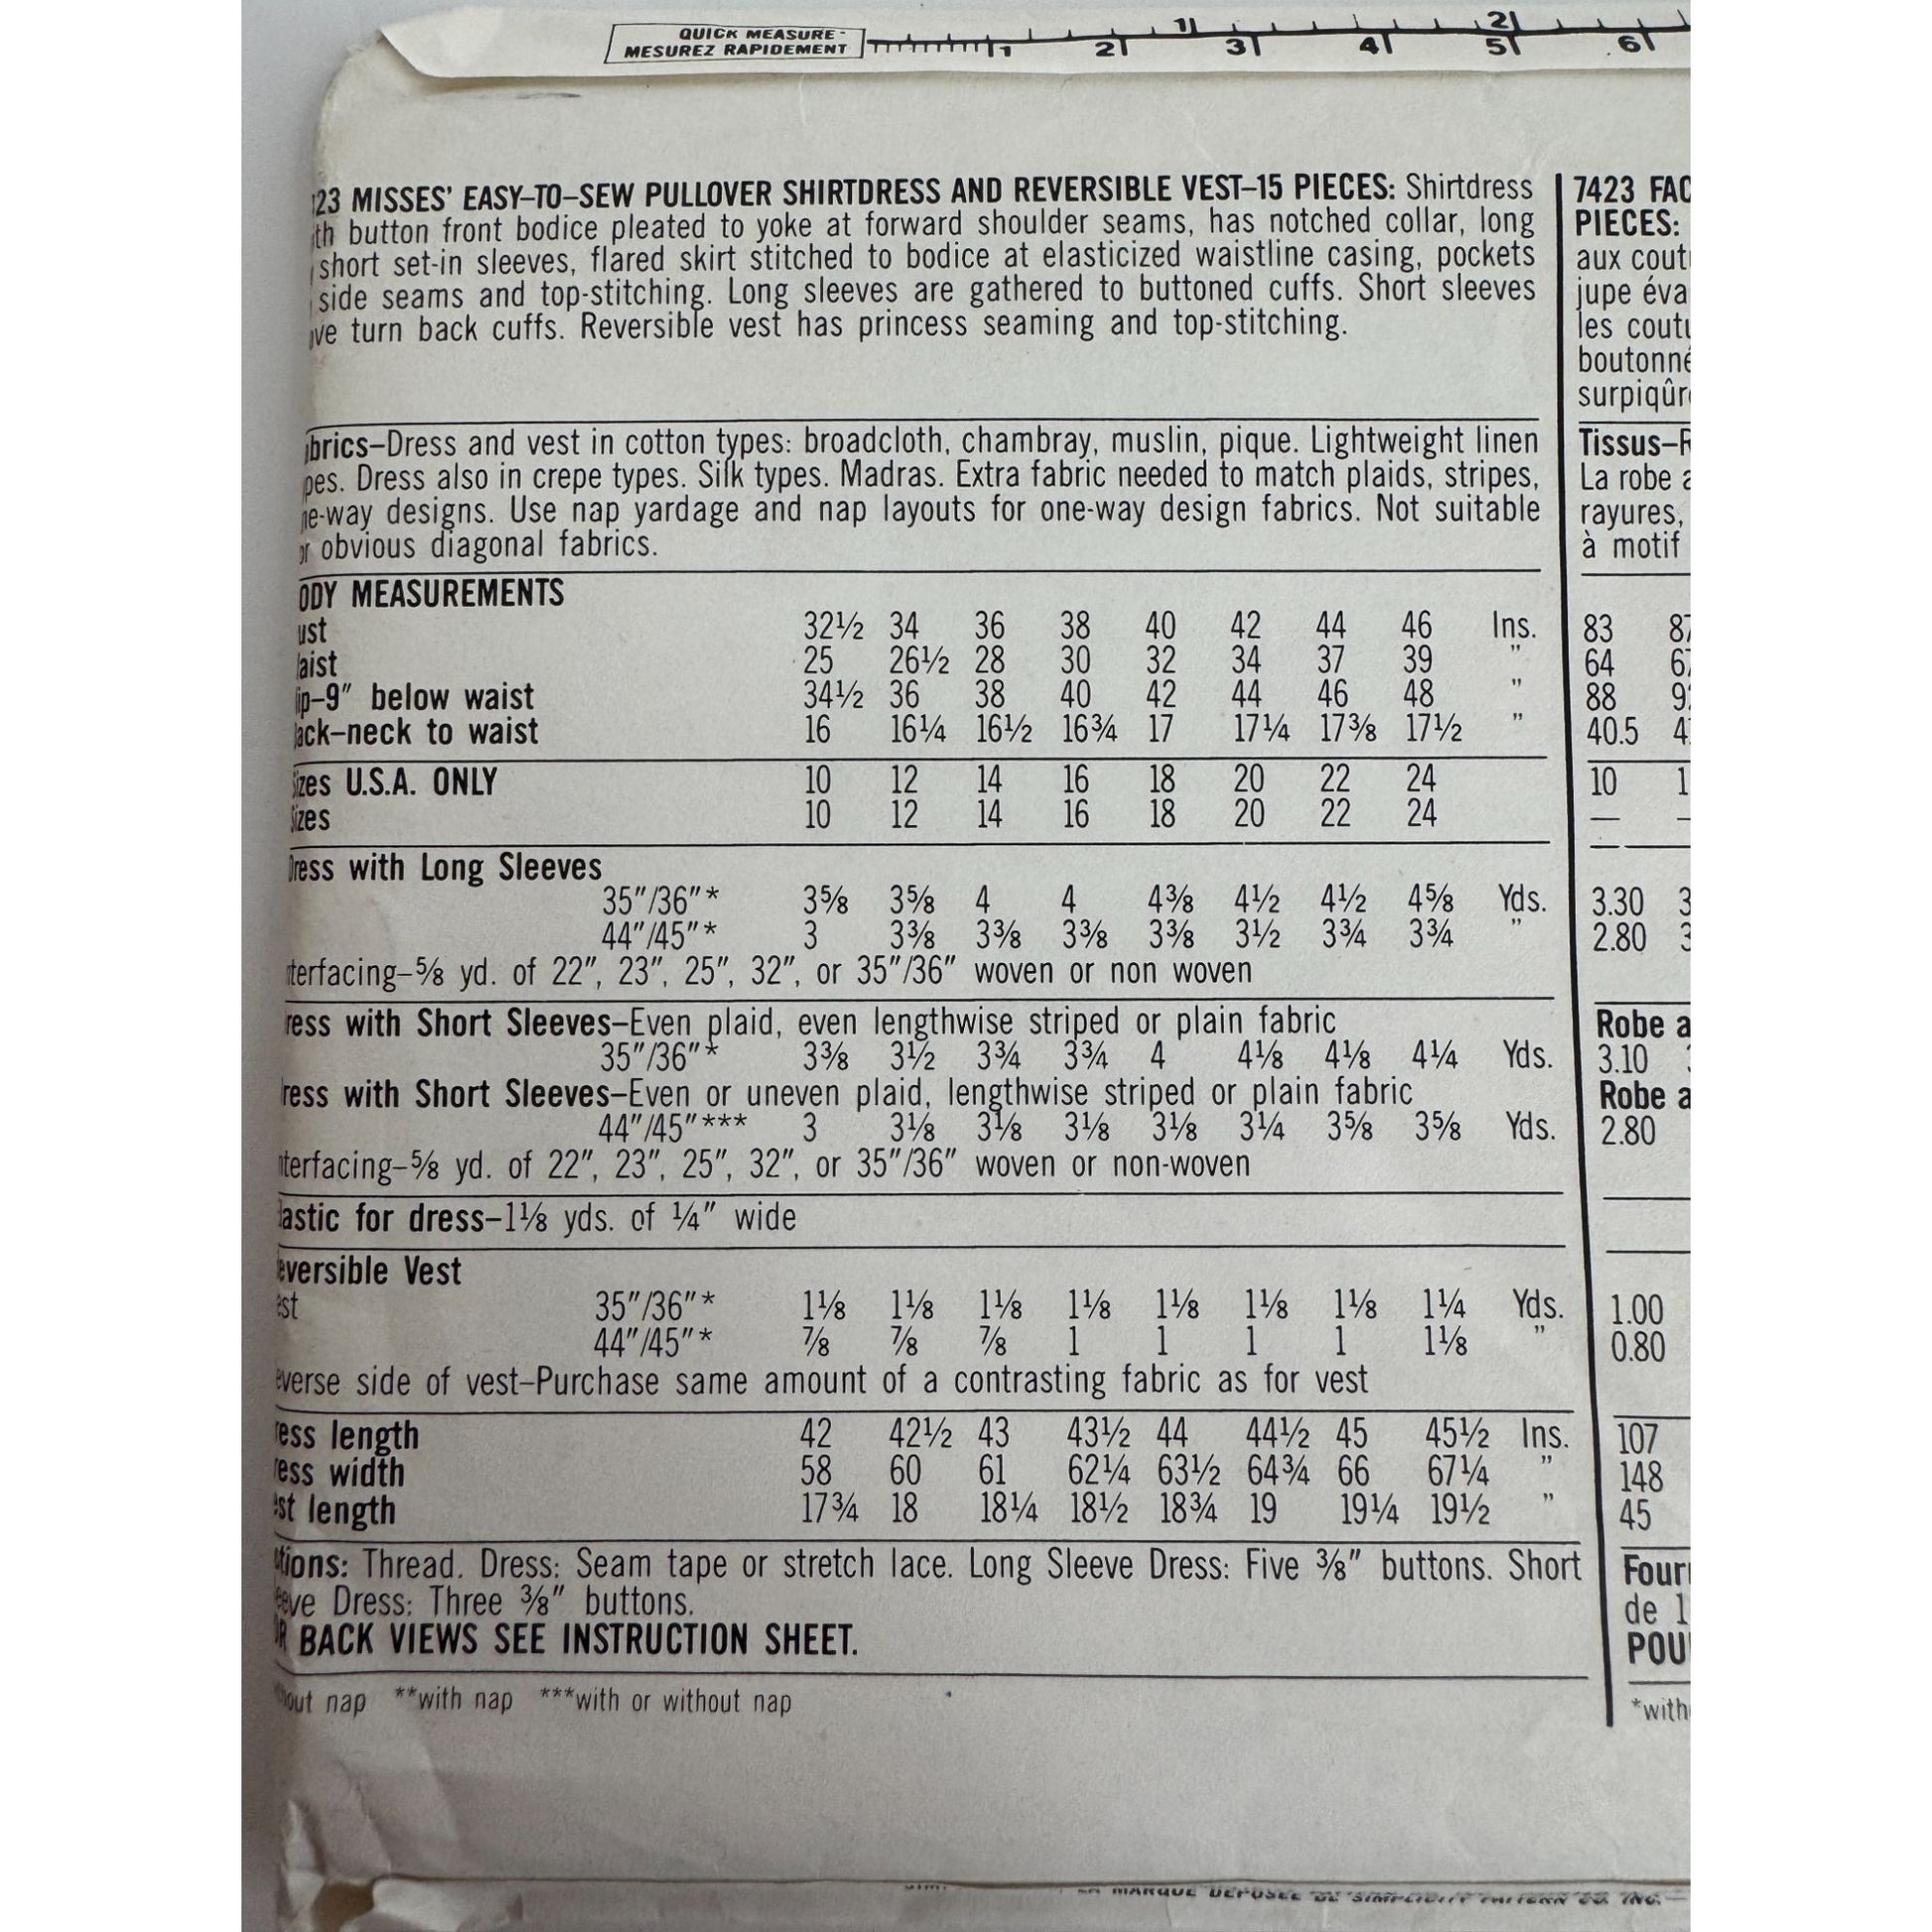 QUICK MEASURE-
MESUREZ RAPIDEMENT
1 2
1 2 3 4 5 6
23 MISSES' EASY–TO–SEW PULLOVER SHIRTDRESS AND REVERSIBLE VEST–15 PIECES: Shirtdress
th button front bodice pleated to yoke at forward shoulder seams, has notched collar, long
short set-in sleeves, flared skirt stitched to bodice at elasticized waistline casing, pockets
side seams and top-stitching. Long sleeves are gathered to buttoned cuffs. Short sleeves
ve turn back cuffs. Reversible vest has princess seaming and top-stitching.
brics–Dress and vest in cotton types: broadcloth, chambray, muslin, pique. Lightweight linen
pes. Dress also in crepe types. Silk types. Madras. Extra fabric needed to match plaids, stripes,
ne-way designs. Use nap yardage and nap layouts for one-way design fabrics. Not suitable
or obvious diagonal fabrics.
ODY MEASUREMENTS
ust 32½ 34 36 38 40 42 44 46 Ins.
aist 25 26½ 28 30 32 34 37 39 "
ip–9" below waist 34½ 36 38 40 42 44 46 48 "
ack–neck to waist 16 16¼ 16½ 16¾ 17 17¼ 17⅜ 17½ "
izes U.S.A. ONLY 10 12 14 16 18 20 22 24
izes 10 12 14 16 18 20 22 24
Dress with Long Sleeves
35"/36"* 3⅝ 3⅝ 4 4 4⅜ 4½ 4½ 4⅝ Yds.
44"/45"* 3 3⅜ 3⅜ 3⅜ 3⅜ 3½ 3¾ 3¾ "
terfacing–⅝ yd. of 22", 23", 25", 32", or 35"/36" woven or non woven
ress with Short Sleeves–Even plaid, even lengthwise striped or plain fabric
35"/36"* 3⅜ 3½ 3¾ 3¾ 4 4⅛ 4⅛ 4¼ Yds.
ress with Short Sleeves–Even or uneven plaid, lengthwise striped or plain fabric
44"/45"*** 3 3⅛ 3⅛ 3⅛ 3⅛ 3¼ 3⅝ 3⅝ Yds.
nterfacing–⅝ yd. of 22", 23", 25", 32", or 35"/36" woven or non-woven
lastic for dress–1⅛ yds. of ¼" wide
eversible Vest
est 35"/36"* 1⅛ 1⅛ 1⅛ 1⅛ 1⅛ 1⅛ 1⅛ 1¼ Yds.
44"/45"* ⅞ ⅞ ⅞ 1 1 1 1 1⅛ "
everse side of vest–Purchase same amount of a contrasting fabric as for vest
ress length 42 42½ 43 43½ 44 44½ 45 45½ Ins.
ress width 58 60 61 62¼ 63½ 64¾ 66 67¼ "
est length 17¾ 18 18¼ 18½ 18¾ 19 19¼ 19½ "
tions: Thread. Dress: Seam tape or stretch lace. Long Sleeve Dress: Five ⅜" buttons. Short
eeve Dress: Three ⅜" buttons.
OR BACK VIEWS SEE INSTRUCTION SHEET.
hout nap **with nap ***with or without nap
7423 FAC
PIECES:
aux cout
jupe éva
les coutu
boutonné
surpiqûr
Tissus–R
La robe a
rayures,
à motif
83 87
64 67
88 9
40.5 4
10 1
— –
3.30 3
2.80 3
Robe a
3.10
Robe a
2.80
1.00
0.80
107
148
45
Four
de 1
POU
*with
LA MARQUE DÉPOSÉE DE SIMPLICITY PATTERN CO. INC.